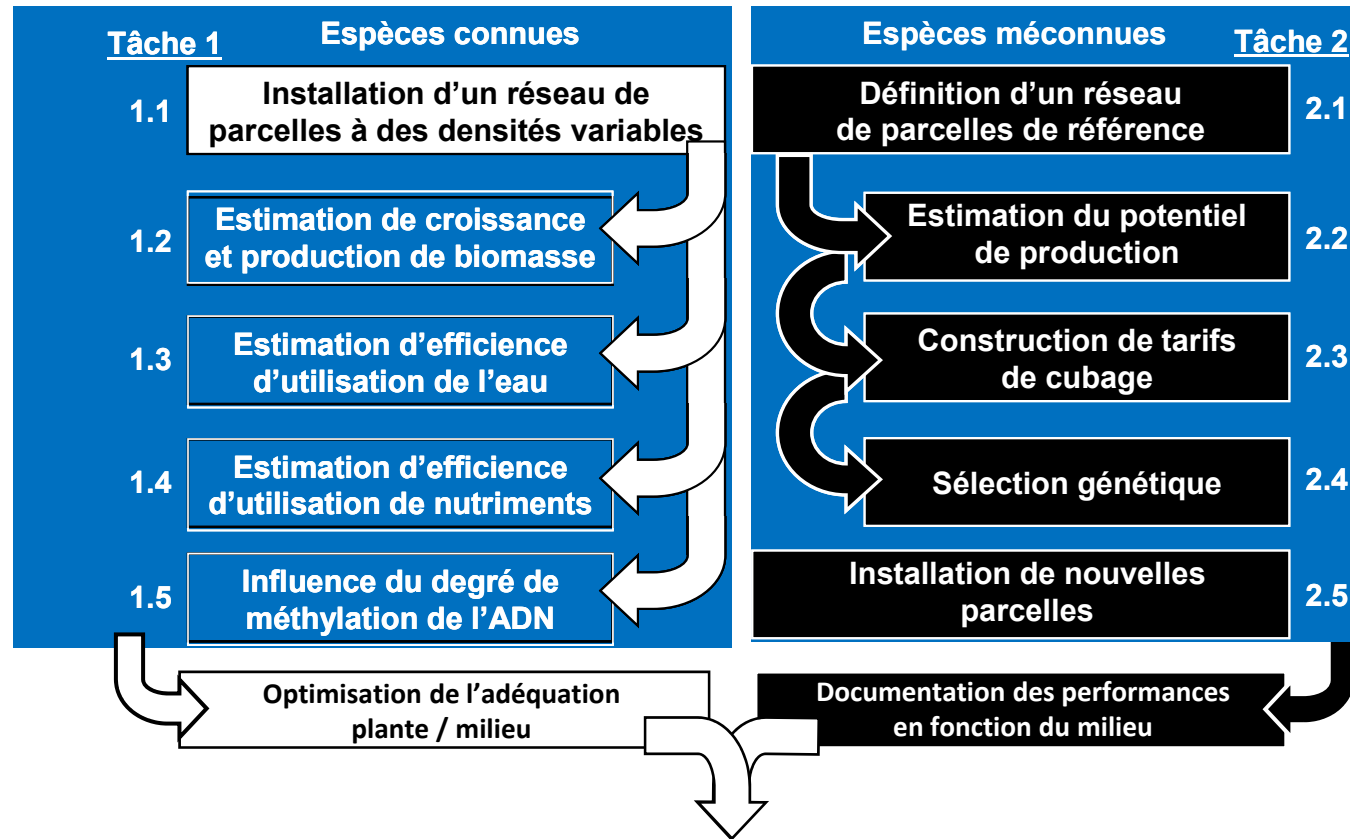 Tâche 1
Espèces connues
1.1
Installation d’un réseau de
parcelles à des densités variables
1.2
Estimation de croissance
et production de biomasse
1.3
Estimation d'efficience
d'utilisation de l’eau
1.4
Estimation d'efficience
d'utilisation de nutriments
1.5
Influence du degré de
méthylation de l’ADN
Optimisation de l’adéquation
plante / milieu
Espèces méconnues
Tâche 2
Définition d’un réseau
de parcelles de référence
2.1
Estimation du potentiel
de production
2.2
Construction de tarifs
de cubage
2.3
Sélection génétique
2.4
Installation de nouvelles
parcelles
2.5
Documentation des performances
en fonction du milieu